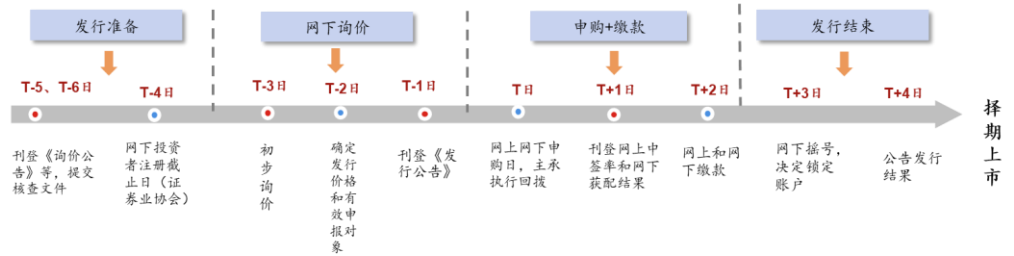 发行准备
网下询价
申购+缴款
发行结束
T-5、T-6日
T-4日
T-3日
T-2日
T-1日
T日
T+1日
T+2日
T+3日
T+4日
刊登《询价公
告》等，提交
核查文件
网下投资
者注册截
止日（证
券业协会）
初
步
询
价
确定
发行
价格
和有
效申
报对
象
刊登《发
行公告》
网上网下申
购日，主承
执行回拨
刊登网上中
签率和网下
获配结果
网上和网
下缴款
网下摇号，
决定锁定
账户
公告发行
结果
择
期
上
市